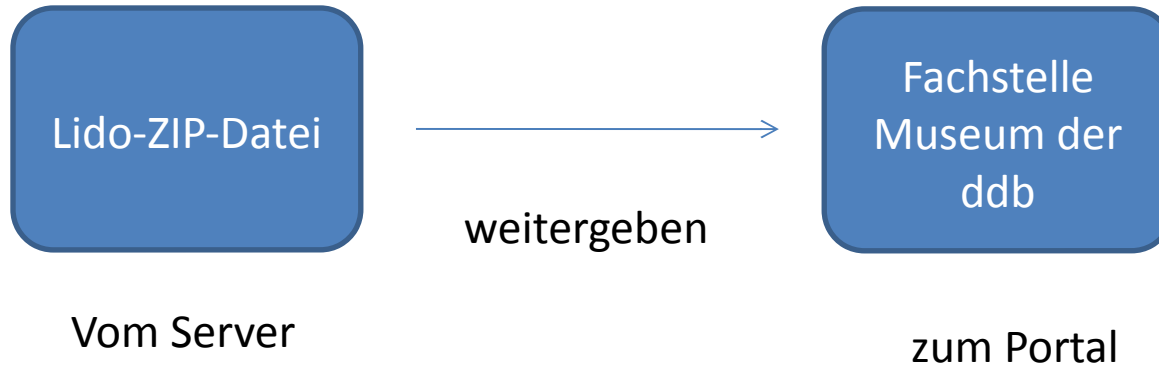 Lido-ZIP-Datei
Fachstelle
Museum der
ddb
weitergeben
Vom Server
zum Portal